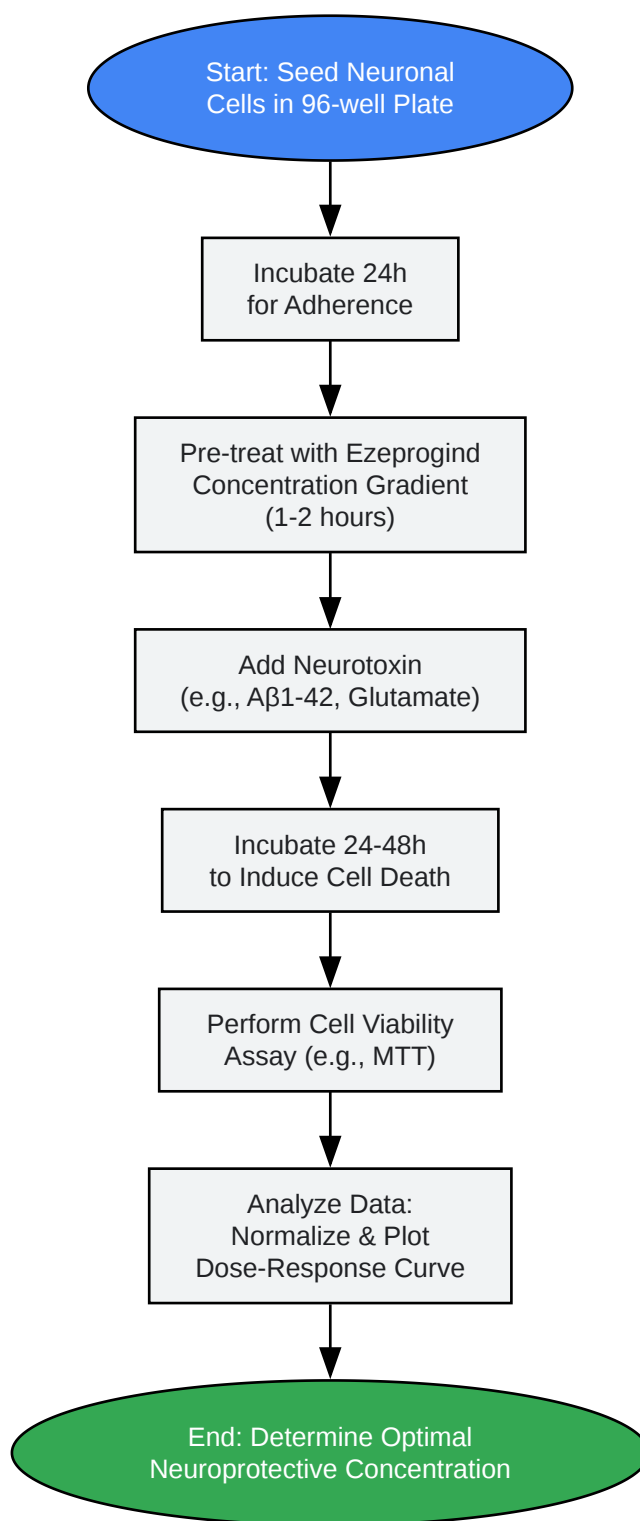 Start: Seed Neuronal
Cells in 96-well Plate
Incubate 24h
for Adherence
Pre-treat with Ezeprogind
Concentration Gradient
(1-2 hours)
Add Neurotoxin
(e.g., Aβ1-42, Glutamate)
Incubate 24-48h
to Induce Cell Death
Perform Cell Viability
Assay (e.g., MTT)
Analyze Data:
Normalize & Plot
Dose-Response Curve
End: Determine Optimal
Neuroprotective Concentration